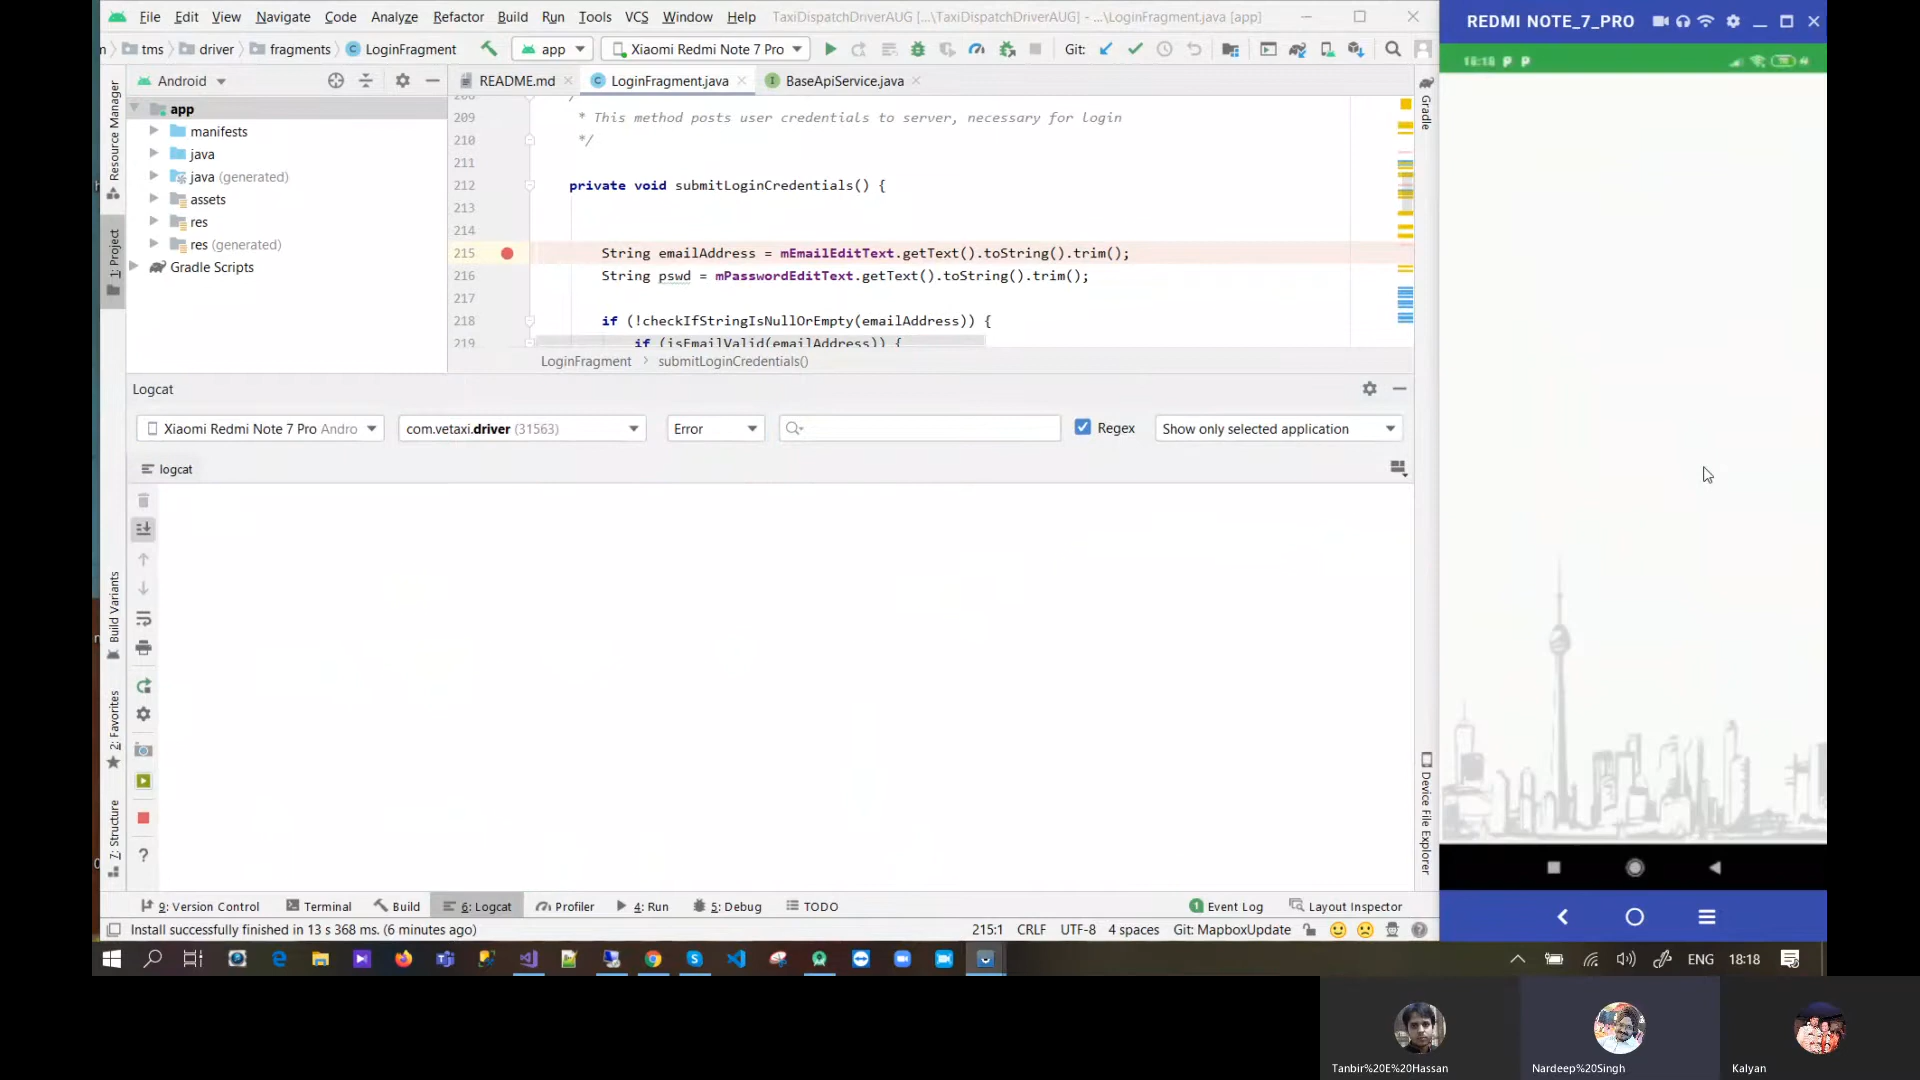 File Edit View Navigate Code Analyze Refactor Build Run Tools VCS Window Help TaxiDispatchDriverAUG [...\TaxiDispatchDriverAUG] - ...\LoginFragment.java [app]
REDMI NOTE_7_PRO
tms driver fragments LoginFragment app Xiaomi Redmi Note 7 Pro Git:
18:18 P P
Android
README.md LoginFragment.java BaseApiService.java
app
manifests
java
java (generated)
assets
res
res (generated)
Gradle Scripts
Resource Manager
1: Project
Build Variants
2: Favorites
7: Structure
Gradle
Device File Explorer
209 * This method posts user credentials to server, necessary for login
210 */
211
212 private void submitLoginCredentials() {
213
214
215 String emailAddress = mEmailEditText.getText().toString().trim();
216 String pswd = mPasswordEditText.getText().toString().trim();
217
218 if (!checkIfStringIsNullOrEmpty(emailAddress)) {
219 if (isEmailValid(emailAddress)) {
LoginFragment submitLoginCredentials()
Logcat
Xiaomi Redmi Note 7 Pro Andro com.vetaxi.driver (31563) Error Regex Show only selected application
logcat
9: Version Control Terminal Build 6: Logcat Profiler 4: Run 5: Debug TODO 1 Event Log Layout Inspector
Install successfully finished in 13 s 368 ms. (6 minutes ago) 215:1 CRLF UTF-8 4 spaces Git: MapboxUpdate
ENG 18:18
Tanbir%20E%20Hassan Nardeep%20Singh Kalyan